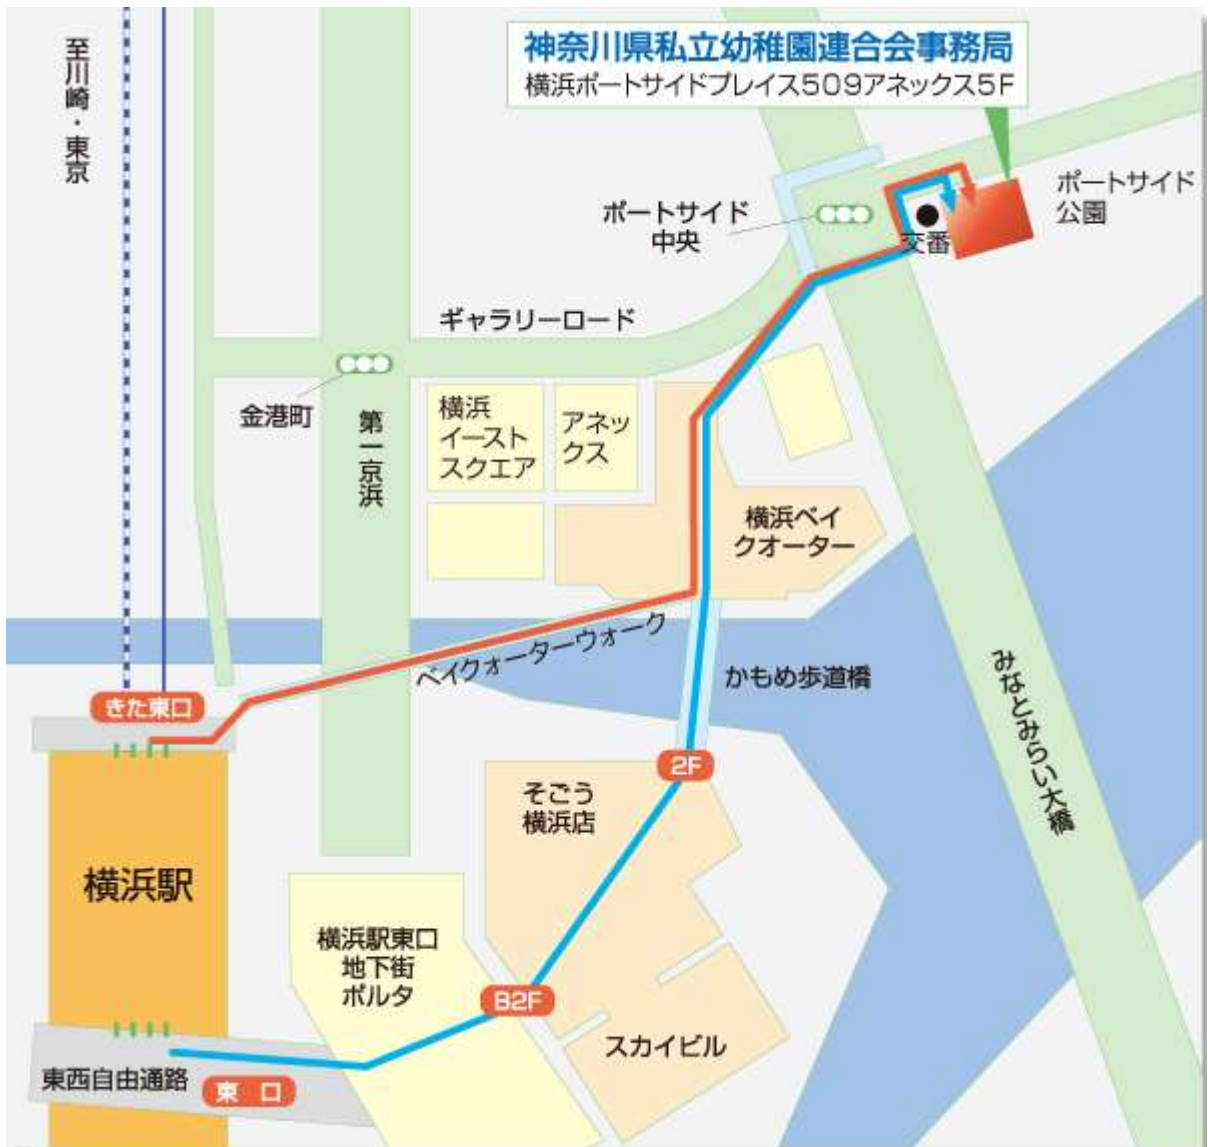 神奈川県私立幼稚園連合会事務局
横浜ポートサイドプレイス509アネックス5F
至川崎・東京
ポートサイド
公園
ポートサイド
中央
交番
ギャラリーロード
金港町
第一京浜
横浜
イースト
スクエア
アネッ
クス
横浜ベイ
クオーター
ベイクォーターウォーク
かもめ歩道橋
みなとみらい大橋
きた東口
2F
そごう
横浜店
横浜駅
横浜駅東口
地下街
ポルタ
B2F
スカイビル
東西自由通路
東 口